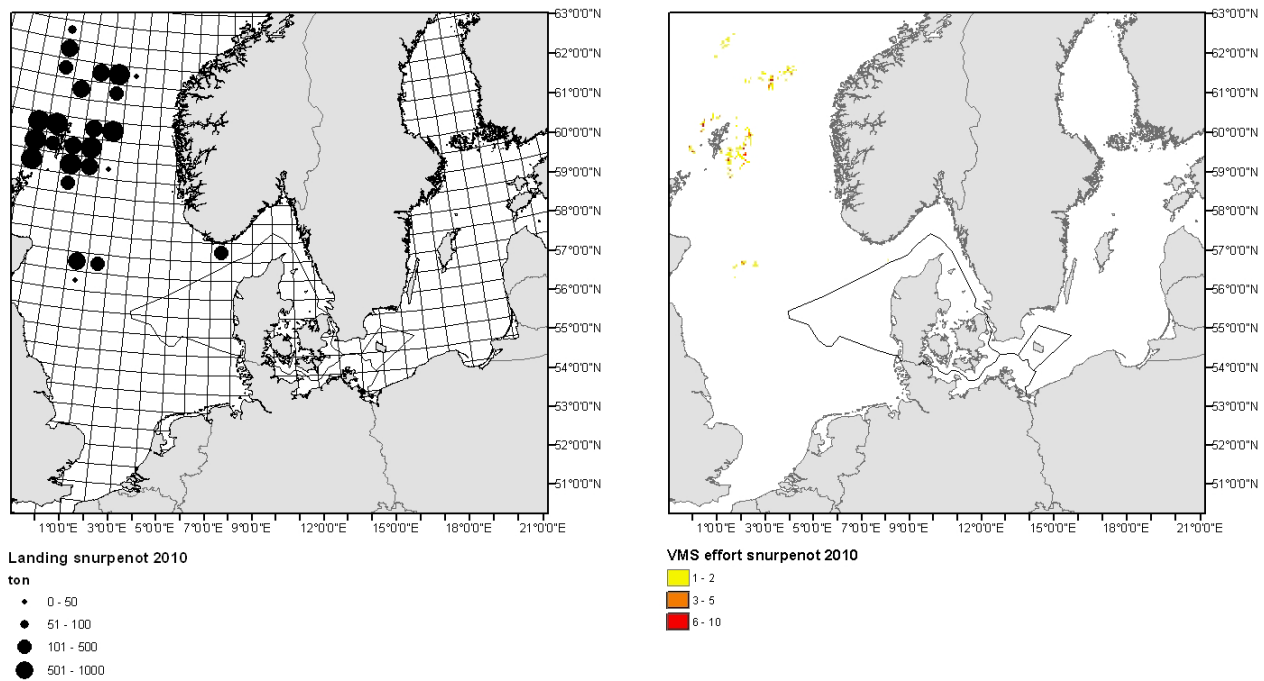 63°0'0"N
62°0'0"N
61°0'0"N
60°0'0"N
59°0'0"N
58°0'0"N
57°0'0"N
56°0'0"N
55°0'0"N
54°0'0"N
53°0'0"N
52°0'0"N
51°0'0"N
1°0'0"E 3°0'0"E 5°0'0"E 7°0'0"E 9°0'0"E 12°0'0"E 15°0'0"E 18°0'0"E 21°0'0"E
Landing snurpenot 2010
ton
0 - 50
51 - 100
101 - 500
501 - 1000
63°0'0"N
62°0'0"N
61°0'0"N
60°0'0"N
59°0'0"N
58°0'0"N
57°0'0"N
56°0'0"N
55°0'0"N
54°0'0"N
53°0'0"N
52°0'0"N
51°0'0"N
1°0'0"E 3°0'0"E 5°0'0"E 7°0'0"E 9°0'0"E 12°0'0"E 15°0'0"E 18°0'0"E 21°0'0"E
VMS effort snurpenot 2010
1 - 2
3 - 5
6 - 10